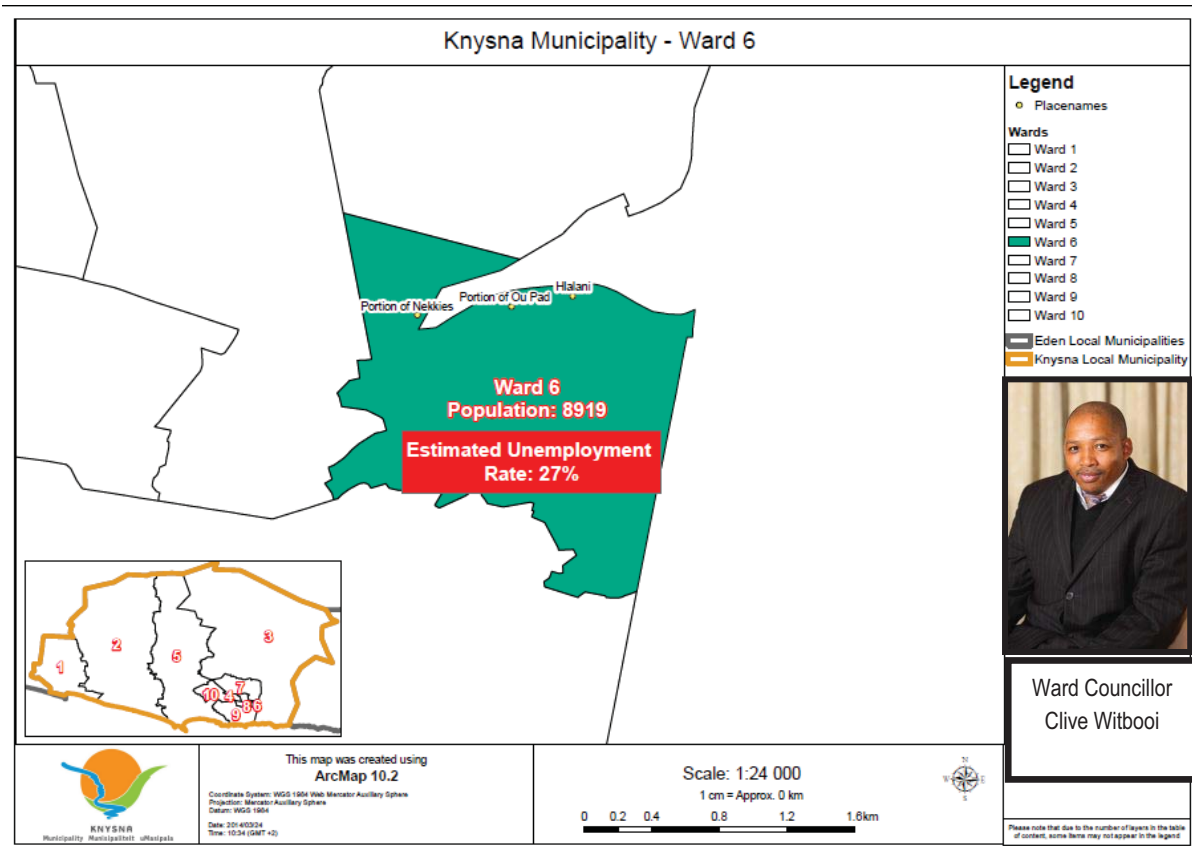 Knysna Municipality - Ward 6
Portion of Nekkies
Portion of Ou Pad
Hlalani
Ward 6
Population: 8919
Estimated Unemployment
Rate: 27%
Legend
Placenames
Wards
Ward 1
Ward 2
Ward 3
Ward 4
Ward 5
Ward 6
Ward 7
Ward 8
Ward 9
Ward 10
Eden Local Municipalities
Knysna Local Municipality
Ward Councillor
Clive Witbooi
1
2
5
3
10
4
7
8
6
9
KNYSNA
Municipality Munisipaliteit uMasipala
This map was created using
ArcMap 10.2
Coordinate System: WGS 1984 Web Mercator Auxiliary Sphere
Projection: Mercator Auxiliary Sphere
Datum: WGS 1984
Date: 2014/03/24
Time: 10:34 (GMT +2)
Scale: 1:24 000
1 cm = Approx. 0 km
0 0.2 0.4 0.8 1.2 1.6km
N
W E
S
Please note that due to the number of layers in the table
of content, some items may not appear in the legend